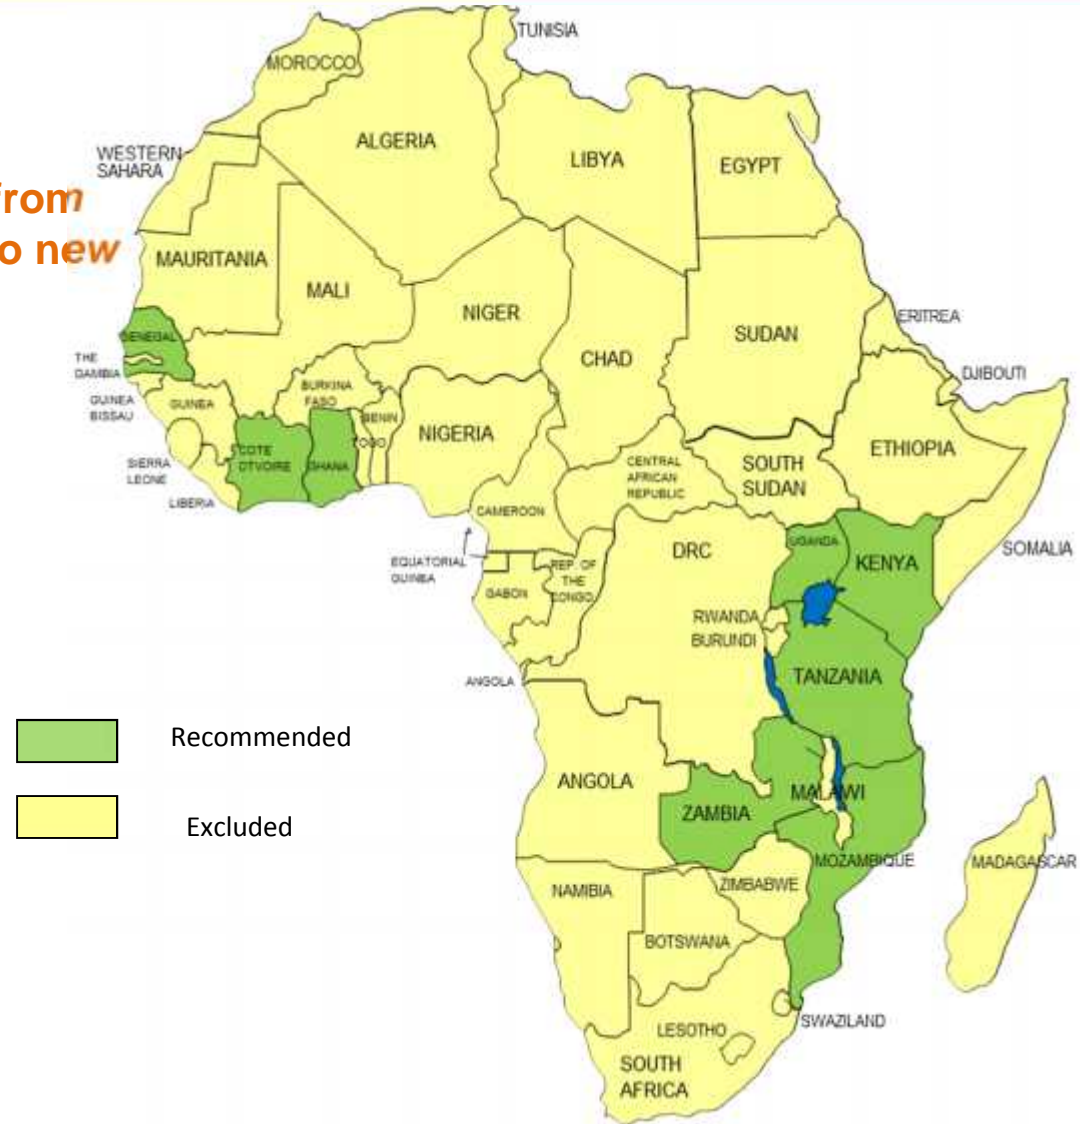 TUNISIA
MOROCCO
ALGERIA
LIBYA
EGYPT
WESTERN
SAHARA
from
o new
MAURITANIA
MALI
NIGER
CHAD
SUDAN
ERITREA
DJIBOUTI
SENEGAL
THE
GAMBIA
GUINEA
BISSAU
GUINEA
BURKINA
FASO
BENIN
OGO
NIGERIA
ETHIOPIA
SIERRA
LEONE
LIBERIA
COTE
D'IVOIRE
GHANA
CENTRAL
AFRICAN
REPUBLIC
SOUTH
SUDAN
CAMEROON
EQUATORIAL
GUINEA
GABON
REP. OF
THE
CONGO
DRC
UGANDA
KENYA
SOMALIA
RWANDA
BURUNDI
TANZANIA
ANGOLA
Recommended
ANGOLA
ZAMBIA
MALAWI
Excluded
MOZAMBIQUE
MADAGASCAR
NAMIBIA
ZIMBABWE
BOTSWANA
SWAZILAND
LESOTHO
SOUTH
AFRICA